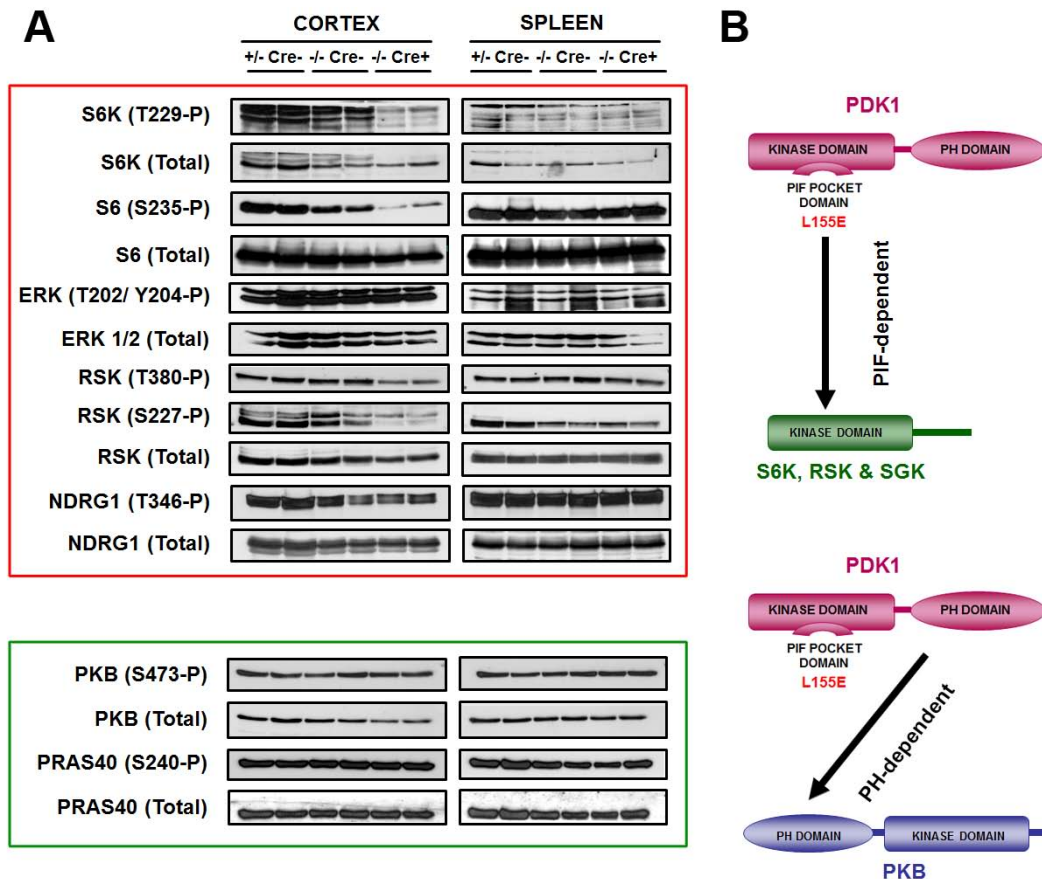 A
CORTEX
SPLEEN
+/- Cre- -/- Cre- -/- Cre+
+/- Cre- -/- Cre- -/- Cre+
S6K (T229-P)
S6K (Total)
S6 (S235-P)
S6 (Total)
ERK (T202/ Y204-P)
ERK 1/2 (Total)
RSK (T380-P)
RSK (S227-P)
RSK (Total)
NDRG1 (T346-P)
NDRG1 (Total)
PKB (S473-P)
PKB (Total)
PRAS40 (S240-P)
PRAS40 (Total)
B
PDK1
KINASE DOMAIN
PH DOMAIN
PIF POCKET
DOMAIN
L155E
PIF-dependent
KINASE DOMAIN
S6K, RSK & SGK
PDK1
KINASE DOMAIN
PH DOMAIN
PIF POCKET
DOMAIN
L155E
PH-dependent
PH DOMAIN
KINASE DOMAIN
PKB